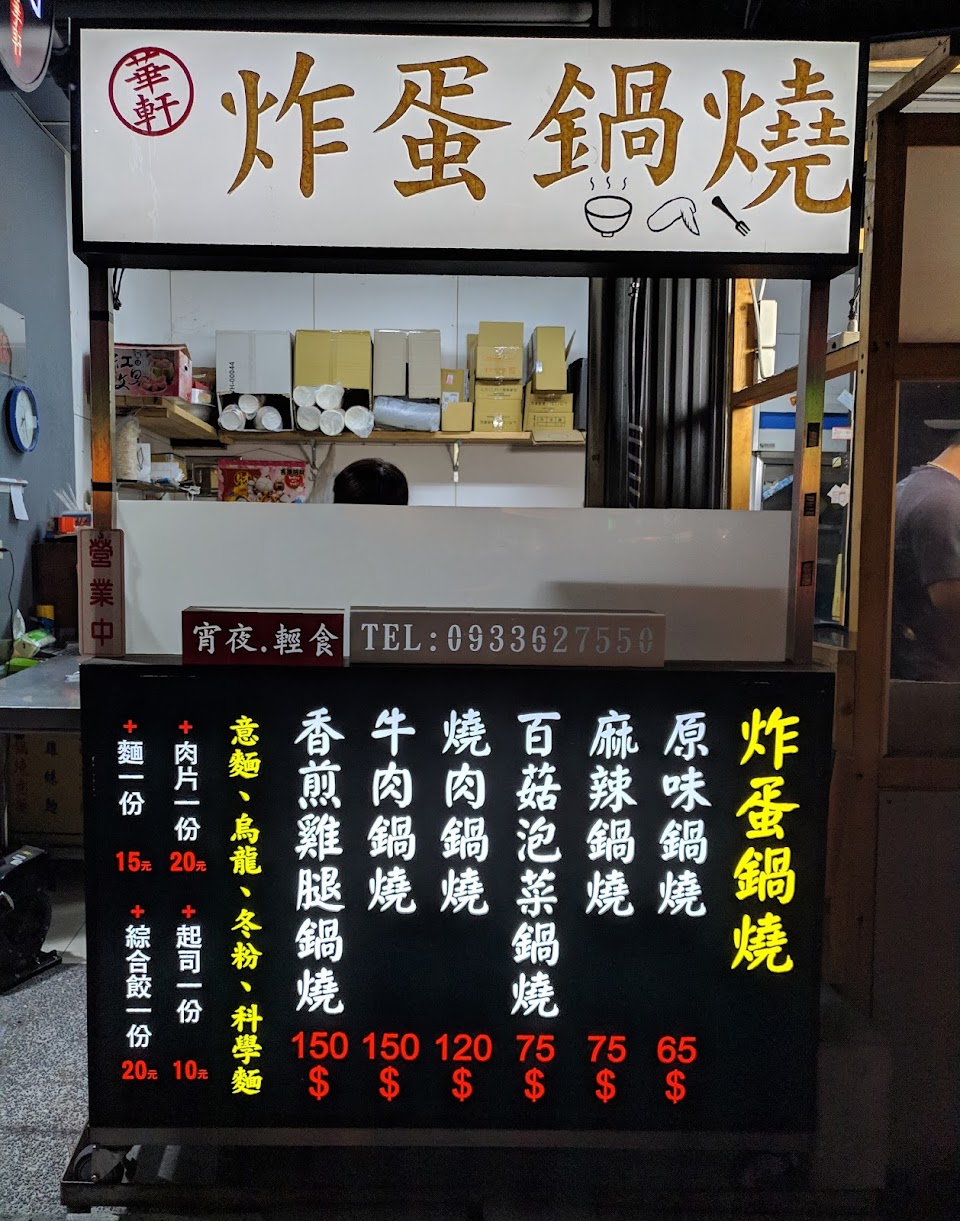 華軒
炸蛋鍋燒
營業中
宵夜.輕食
TEL:0933627550
炸蛋鍋燒
原味鍋燒 65 $
麻辣鍋燒 75 $
百菇泡菜鍋燒 75 $
燒肉鍋燒 120 $
牛肉鍋燒 150 $
香煎雞腿鍋燒 150 $
意麵、烏龍、冬粉、科學麵
+肉片一份 20元
+起司一份 10元
+麵一份 15元
+綜合餃一份 20元